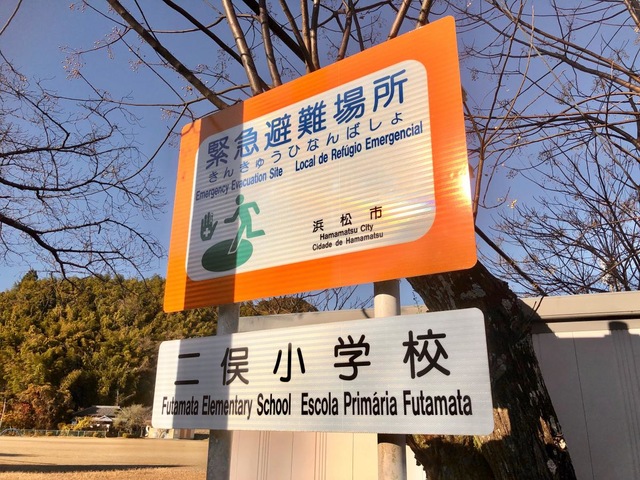 緊急避難場所
きんきゅうひなんばしょ
Emergency Evacuation Site Local de Refúgio Emergencial
浜松市
Hamamatsu City
Cidade de Hamamatsu
二俣小学校
Futamata Elementary School Escola Primária Futamata